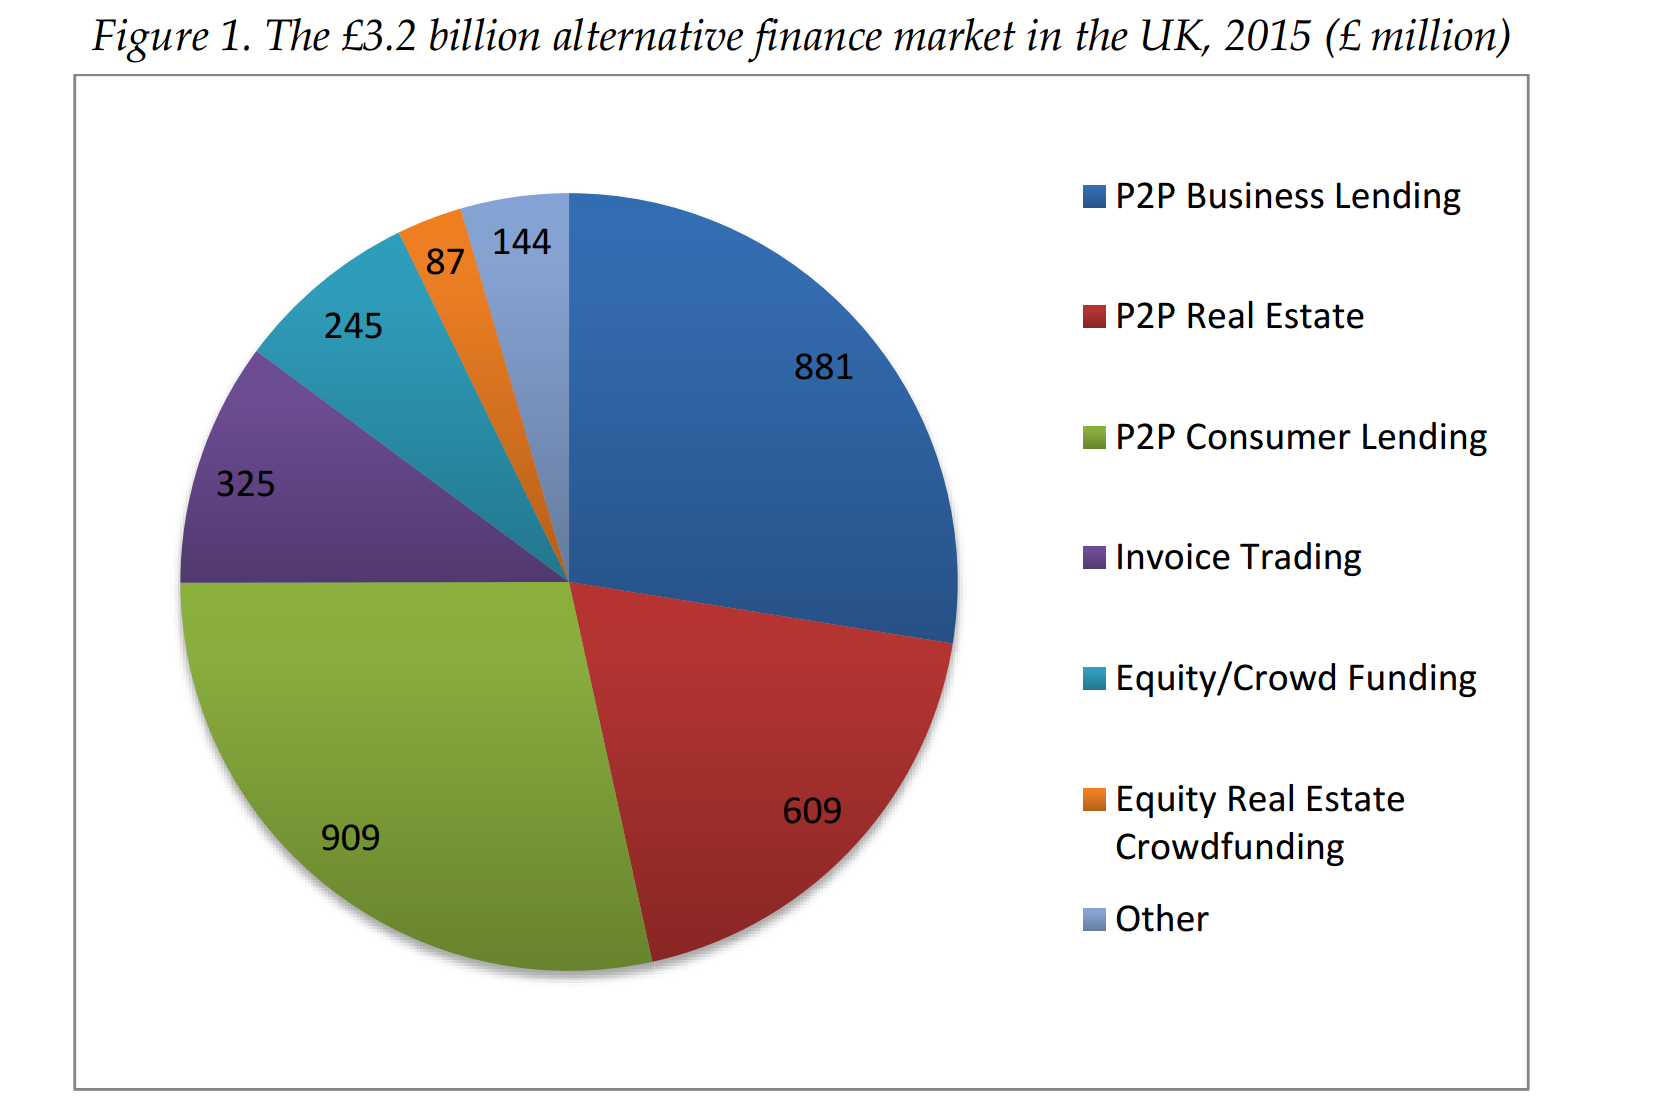 Figure 1. The £3.2 billion alternative finance market in the UK, 2015 (£ million)
881
609
909
325
245
87
144
P2P Business Lending
P2P Real Estate
P2P Consumer Lending
Invoice Trading
Equity/Crowd Funding
Equity Real Estate
Crowdfunding
Other